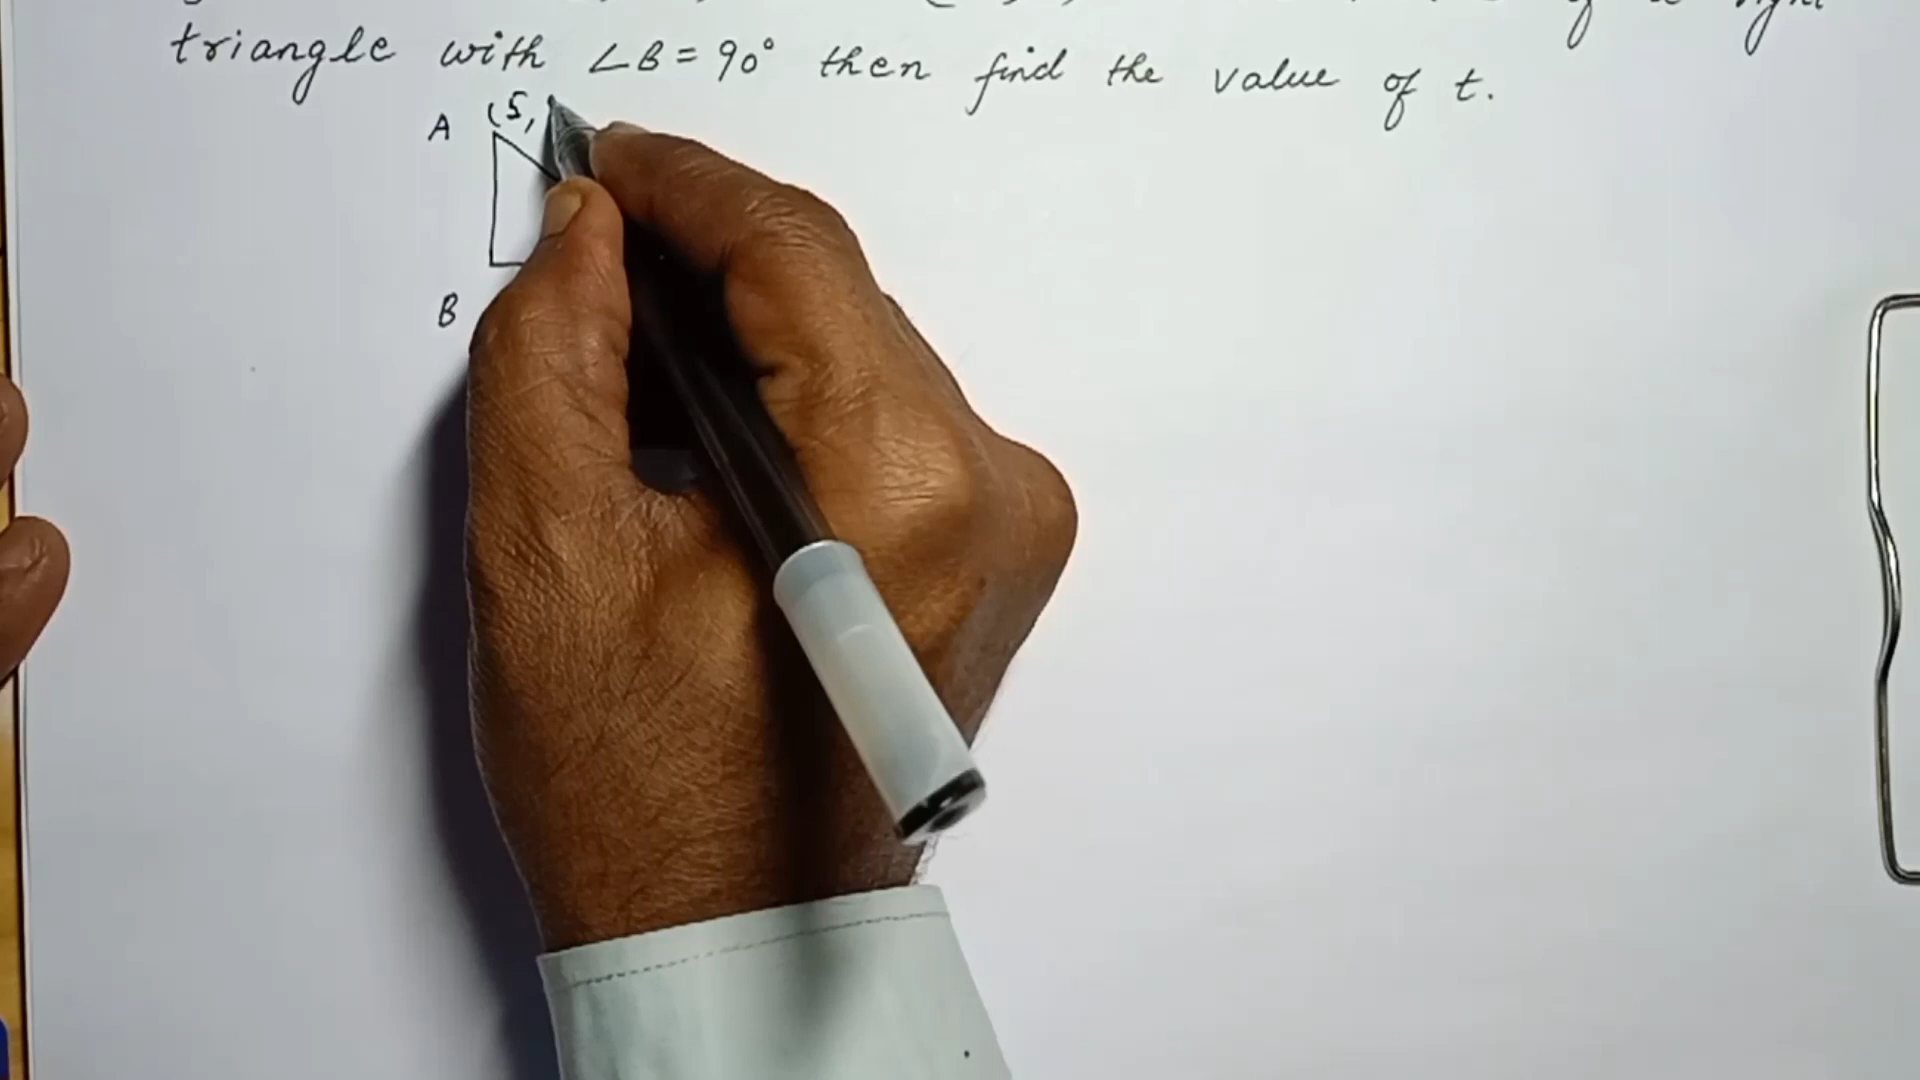 triangle with ∠B = 90° then find the value of t.
A (5,
B